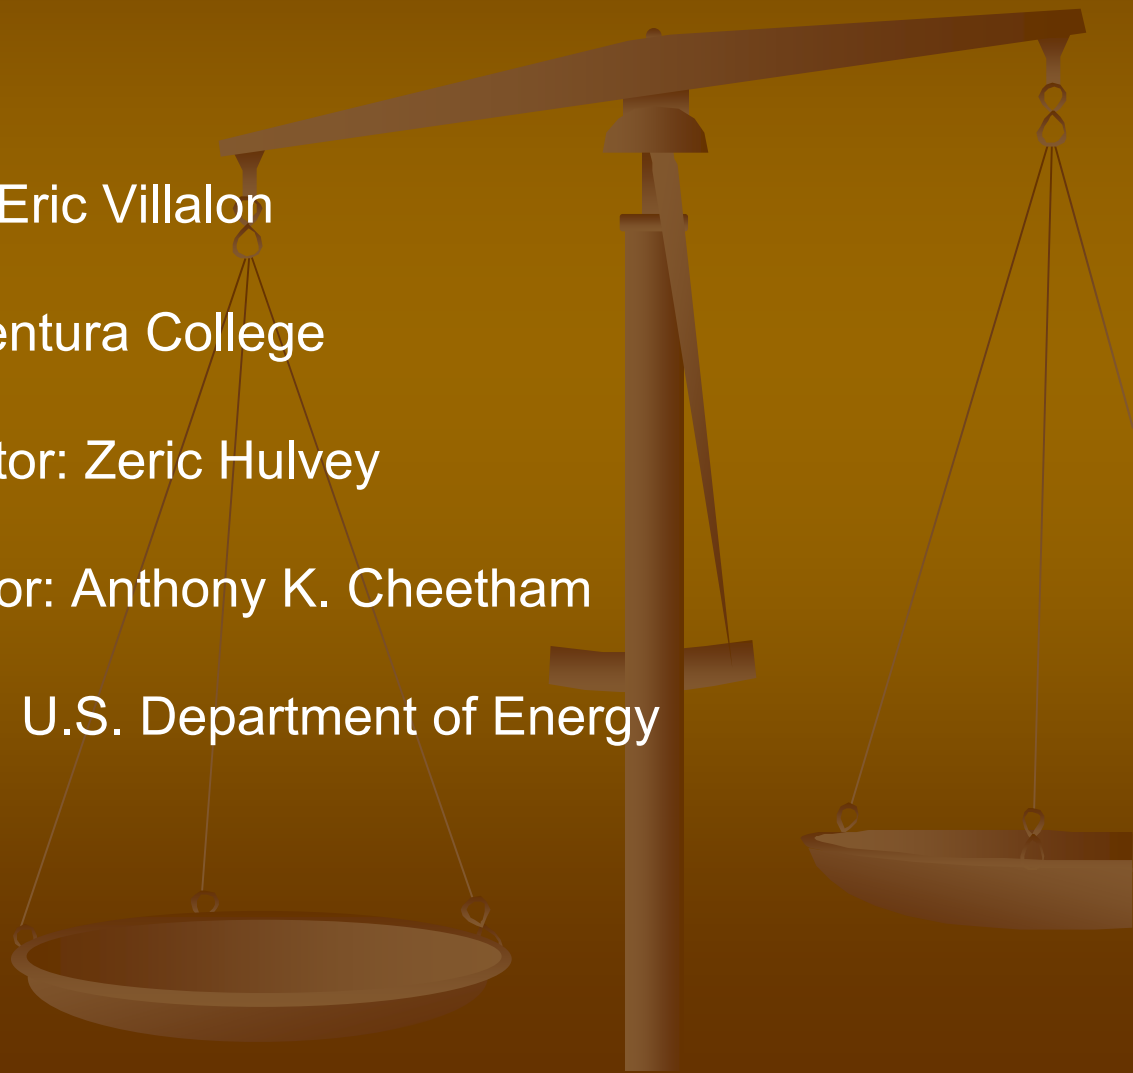 Eric Villalon
entura College
tor: Zeric Hulvey
or: Anthony K. Cheetham
U.S. Department of Energy